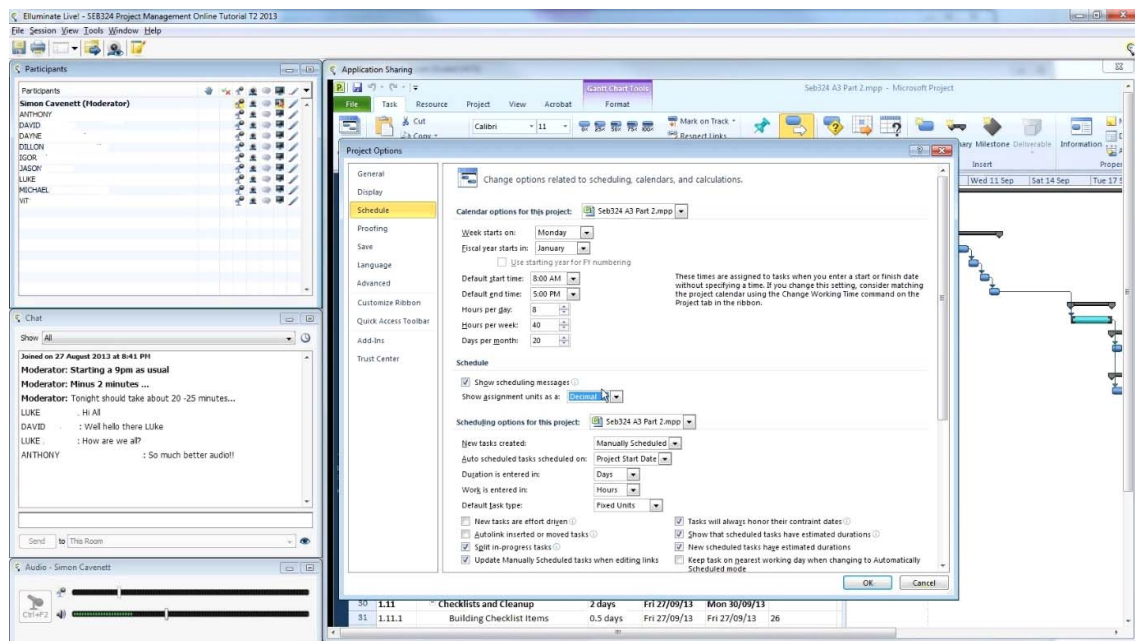 Elluminate Live! - SEB324 Project Management Online Tutorial T2 2013
File Session View Tools Window Help
Participants
Participants
Simon Cavenett (Moderator)
ANTHONY
DAVID
DAYNE
DILLON
IGOR
JASON
LUKE
MICHAEL
VIT
Chat
Show All
Joined on 27 August 2013 at 8:41 PM
Moderator: Starting a 9pm as usual
Moderator: Minus 2 minutes ...
Moderator: Tonight should take about 20 -25 minutes...
LUKE . Hi All
DAVID : Well hello there LUke
LUKE . : How are we all?
ANTHONY : So much better audio!!
Send to This Room
Audio - Simon Cavenett
Ctrl+F2
Application Sharing
Gantt Chart Tools
Seb324 A3 Part 2.mpp - Microsoft Project
File Task Resource Project View Acrobat Format
Cut
Copy
Calibri 11
0% 25% 50% 75% 100%
Mark on Track
Respect Links
ary Milestone Deliverable Information
Insert
Proper
Wed 11 Sep Sat 14 Sep Tue 17 S
Project Options
General
Display
Schedule
Proofing
Save
Language
Advanced
Customize Ribbon
Quick Access Toolbar
Add-Ins
Trust Center
Change options related to scheduling, calendars, and calculations.
Calendar options for this project: Seb324 A3 Part 2.mpp
Week starts on: Monday
Fiscal year starts in: January
Use starting year for FY numbering
Default start time: 8:00 AM
Default end time: 5:00 PM
Hours per day: 8
Hours per week: 40
Days per month: 20
These times are assigned to tasks when you enter a start or finish date
without specifying a time. If you change this setting, consider matching
the project calendar using the Change Working Time command on the
Project tab in the ribbon.
Schedule
Show scheduling messages
Show assignment units as a: Decimal
Scheduling options for this project: Seb324 A3 Part 2.mpp
New tasks created: Manually Scheduled
Auto scheduled tasks scheduled on: Project Start Date
Duration is entered in: Days
Work is entered in: Hours
Default task type: Fixed Units
New tasks are effort driven
Autolink inserted or moved tasks
Split in-progress tasks
Update Manually Scheduled tasks when editing links
Tasks will always honor their contraint dates
Show that scheduled tasks have estimated durations
New scheduled tasks have estimated durations
Keep task on nearest working day when changing to Automatically
Scheduled mode
OK Cancel
30 1.11 Checklists and Cleanup 2 days Fri 27/09/13 Mon 30/09/13
31 1.11.1 Building Checklist Items 0.5 days Fri 27/09/13 Fri 27/09/13 26